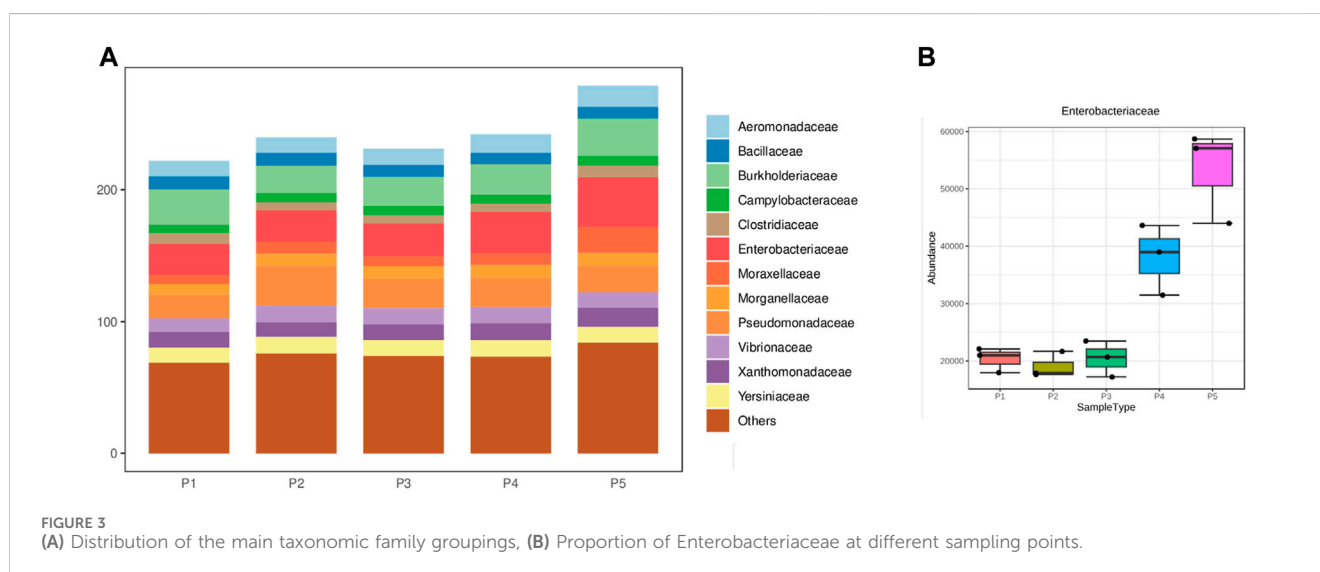 A
200
100
0
P1
P2
P3
P4
P5
Aeromonadaceae
Bacillaceae
Burkholderiaceae
Campylobacteraceae
Clostridiaceae
Enterobacteriaceae
Moraxellaceae
Morganellaceae
Pseudomonadaceae
Vibrionaceae
Xanthomonadaceae
Yersiniaceae
Others
B
Enterobacteriaceae
Abundance
60000
50000
40000
30000
20000
P1
P2
P3
P4
P5
SampleType
FIGURE 3
(A) Distribution of the main taxonomic family groupings, (B) Proportion of Enterobacteriaceae at different sampling points.